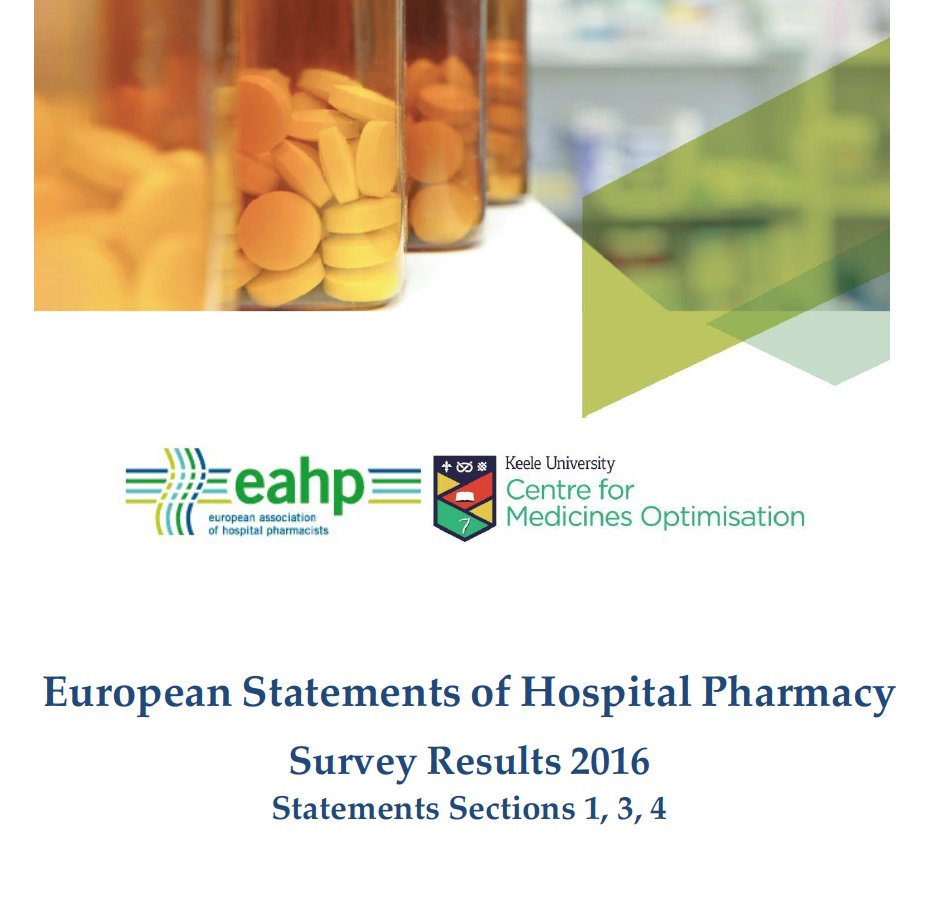 eahp
european association
of hospital pharmacists
Keele University
Centre for
Medicines Optimisation
European Statements of Hospital Pharmacy
Survey Results 2016
Statements Sections 1, 3, 4